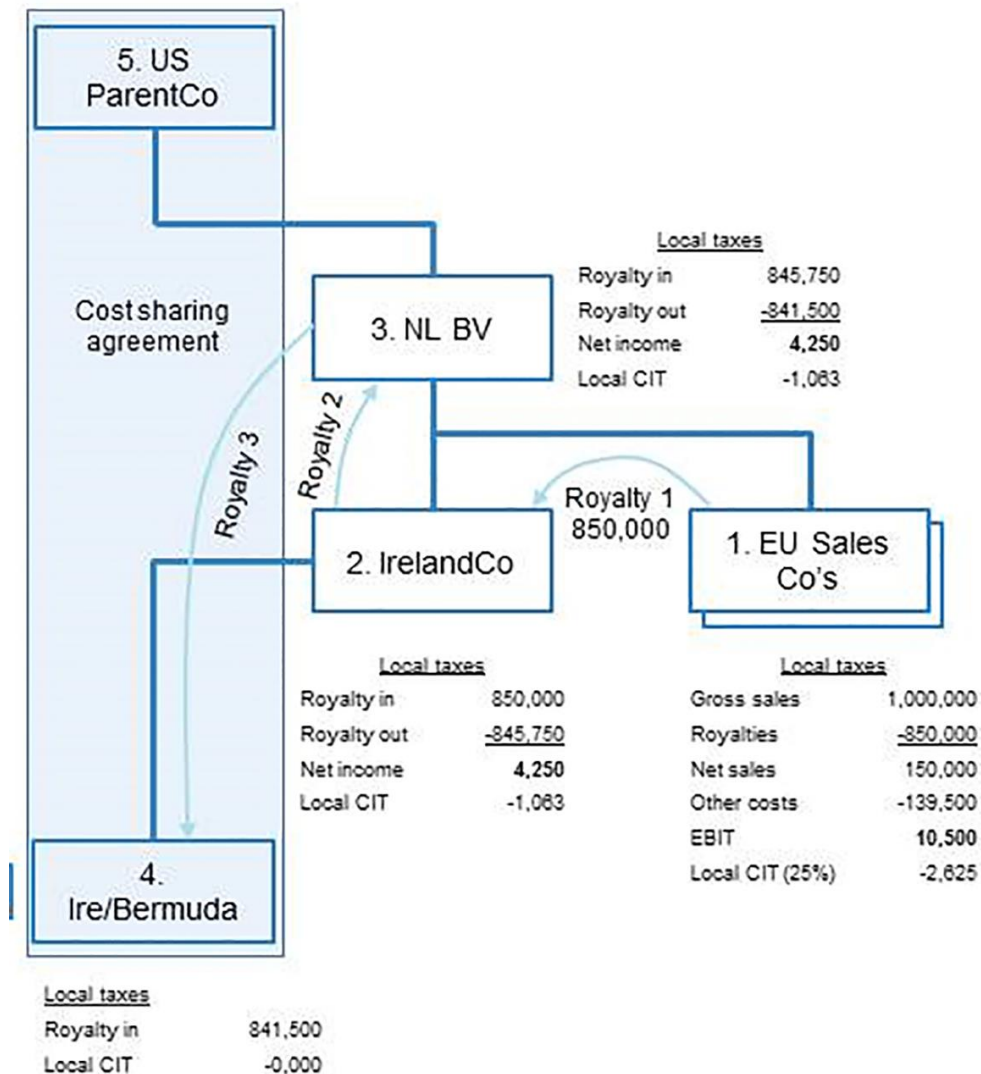 5. US
ParentCo
Cost sharing
agreement
Local taxes
Royalty in 845,750
Royalty out -841,500
Net income 4,250
Local CIT -1,063
3. NL BV
Royalty 3
Royalty 2
Royalty 1
850,000
2. IrelandCo
1. EU Sales
Co's
Local taxes
Royalty in 850,000
Royalty out -845,750
Net income 4,250
Local CIT -1,063
Local taxes
Gross sales 1,000,000
Royalties -850,000
Net sales 150,000
Other costs -139,500
EBIT 10,500
Local CIT (25%) -2,625
4.
Ire/Bermuda
Local taxes
Royalty in 841,500
Local CIT -0,000